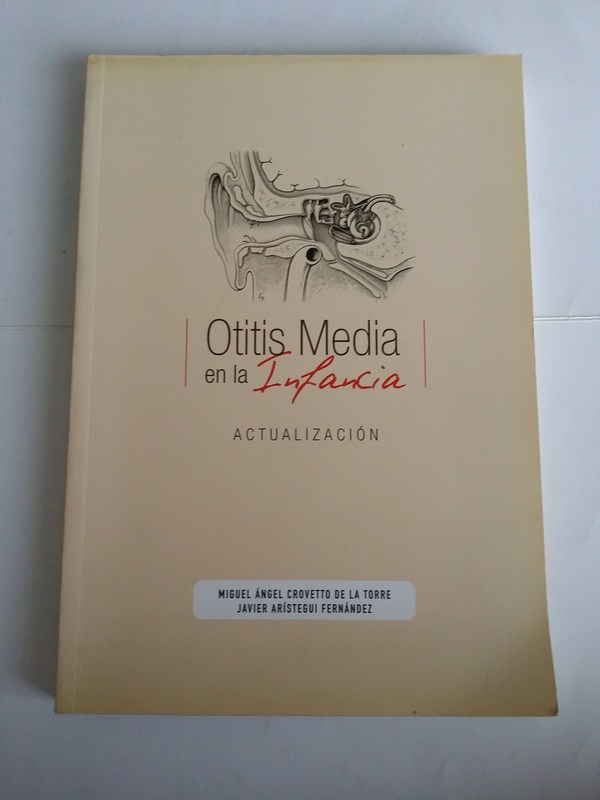 Otitis Media
en la Infancia
ACTUALIZACIÓN
MIGUEL ÁNGEL CROVETTO DE LA TORRE
JAVIER ARÍSTEGUI FERNÁNDEZ